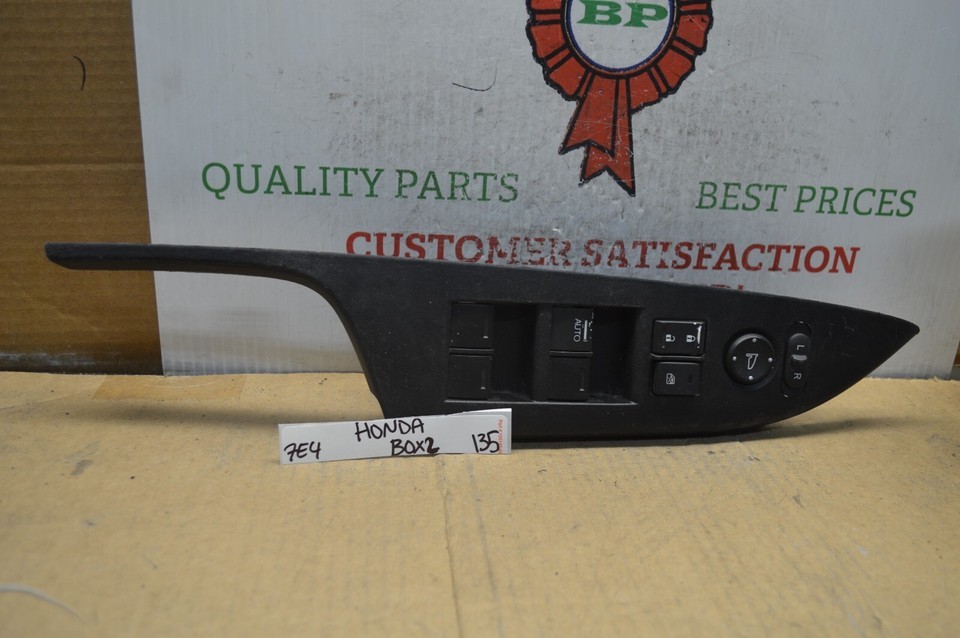 BP
QUALITY PARTS
BEST PRICES
CUSTOMER SATISFACTION
AUTO
L
R
HONDA
7E4 BOX2 135